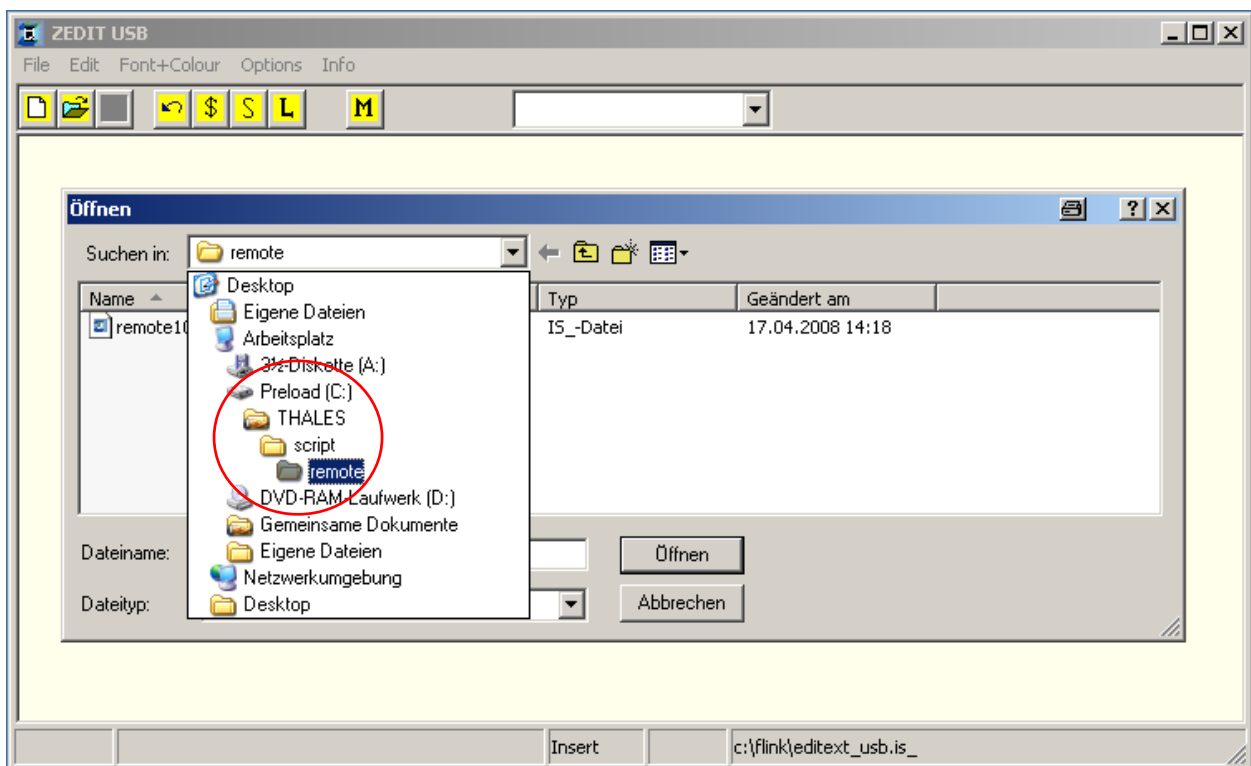 ZEDIT USB
File Edit Font+Colour Options Info
$ S L M
Öffnen
Suchen in: remote
Desktop
Name Typ Geändert am
Eigene Dateien
remote10 IS_-Datei 17.04.2008 14:18
Arbeitsplatz
3½-Diskette (A:)
Preload (C:)
THALES
script
remote
DVD-RAM-Laufwerk (D:)
Gemeinsame Dokumente
Dateiname: Eigene Dateien Öffnen
Netzwerkumgebung
Dateityp: Desktop Abbrechen
Insert c:\flink\editext_usb.is_